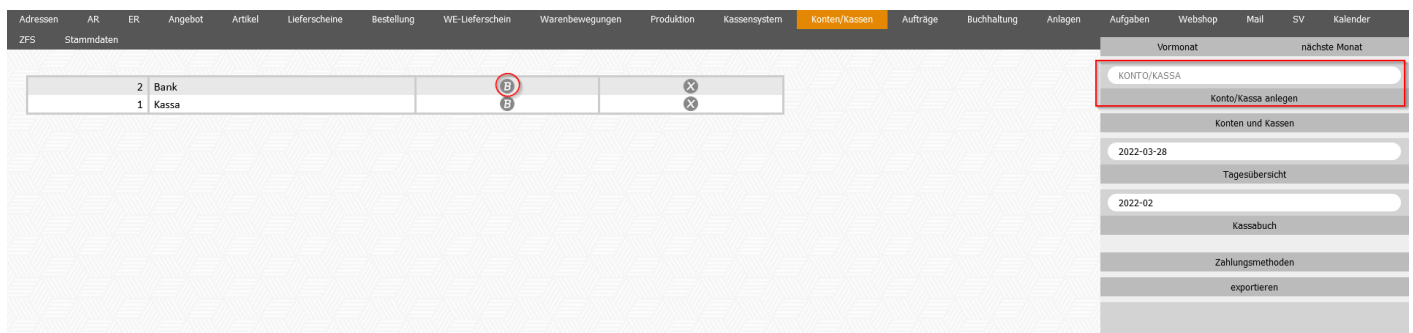 Adressen AR ER Angebot Artikel Lieferscheine Bestellung WE-Lieferschein Warenbewegungen Produktion Kassensystem Konten/Kassen Aufträge Buchhaltung Anlagen Aufgaben Webshop Mail SV Kalender
ZFS Stammdaten
Vormonat nächste Monat
KONTO/KASSA
Konto/Kassa anlegen
Konten und Kassen
2022-03-28
Tagesübersicht
2022-02
Kassabuch
Zahlungsmethoden
exportieren
2 Bank B X
1 Kassa B X